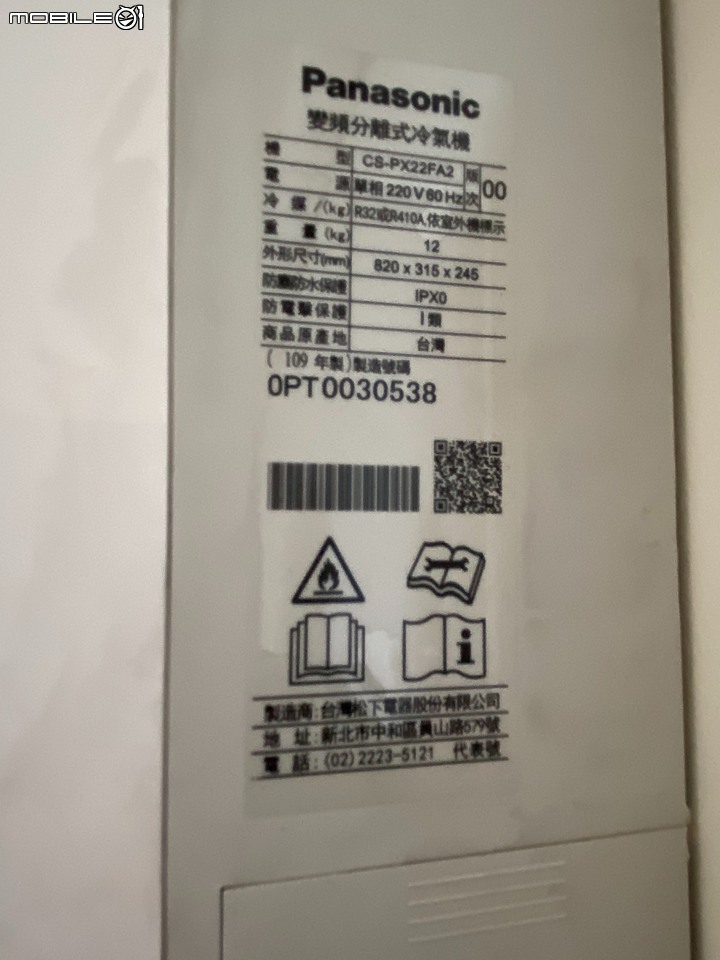 MOBILE01
Panasonic
變頻分離式冷氣機
機型 CS-PX22FA2 版次 00
電源 單相 220V 60Hz
冷媒/(kg) R32或R410A,依室外機標示
重量(kg) 12
外形尺寸(mm) 820 x 315 x 245
防塵防水保護 IPX0
防電擊保護 I 類
商品原產地 台灣
( 109 年製)製造號碼
0PT0030538
製造商:台灣松下電器股份有限公司
地址:新北市中和區員山路579號
電話:(02)2223-5121 代表號